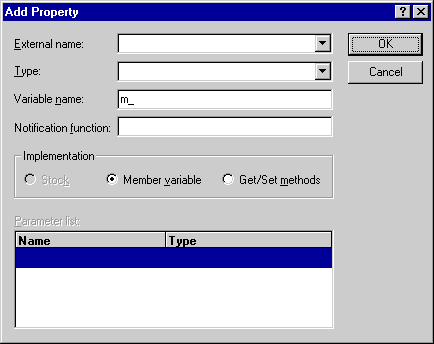 Add Property
External name:
OK
Type:
Cancel
Variable name: m_
Notification function:
Implementation
Stock Member variable Get/Set methods
Parameter list:
Name Type